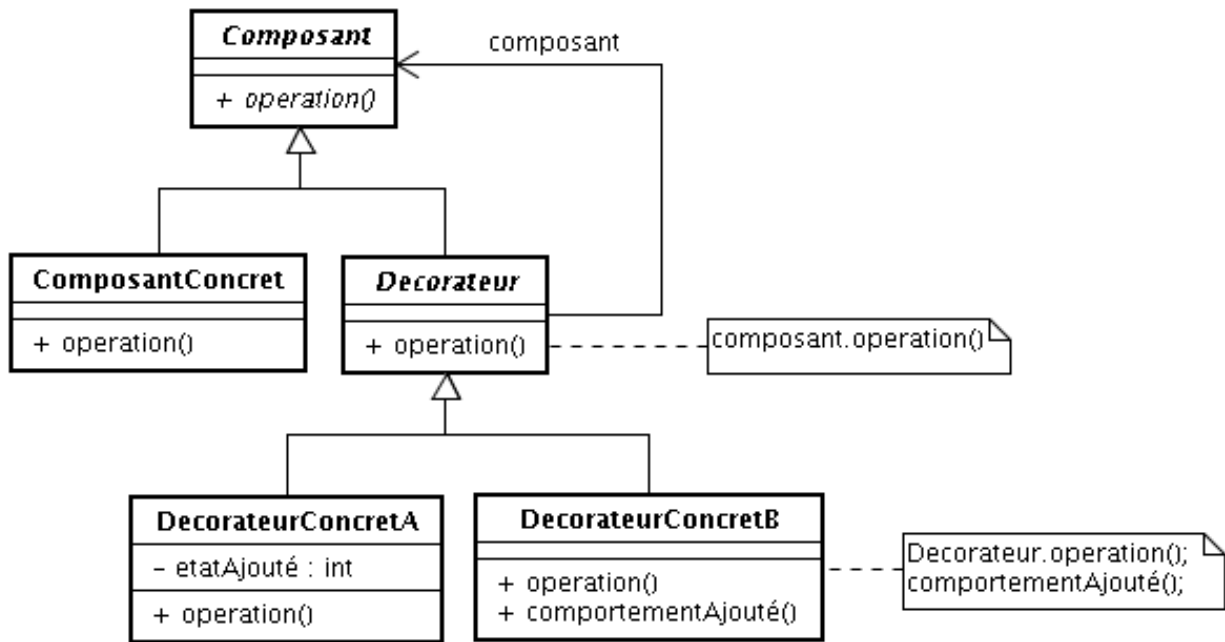 Composant
+ operation()
composant
ComposantConcret
+ operation()
Decorateur
+ operation()
composant.operation()
DecorateurConcretA
- etatAjouté : int
+ operation()
DecorateurConcretB
+ operation()
+ comportementAjouté()
Decorateur.operation();
comportementAjouté();